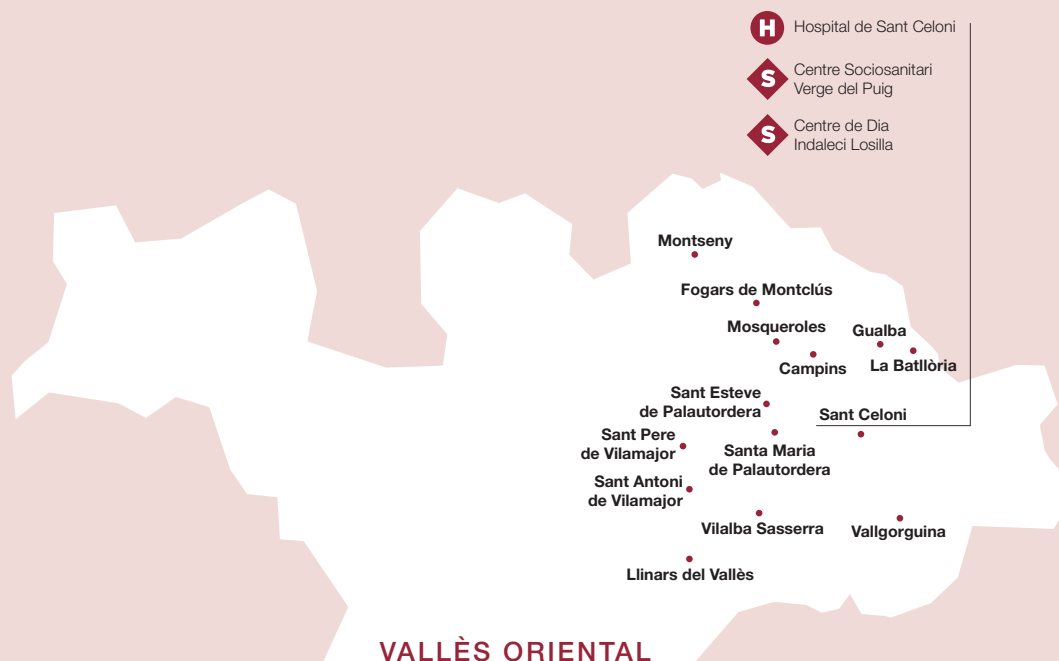 H Hospital de Sant Celoni
S Centre Sociosanitari
Verge del Puig
S Centre de Dia
Indaleci Losilla
Montseny
Fogars de Montclús
Mosqueroles
Gualba
Campins
La Batllòria
Sant Esteve
de Palautordera
Sant Celoni
Sant Pere
de Vilamajor
Santa Maria
de Palautordera
Sant Antoni
de Vilamajor
Vilalba Sasserra
Vallgorguina
Llinars del Vallès
VALLÈS ORIENTAL